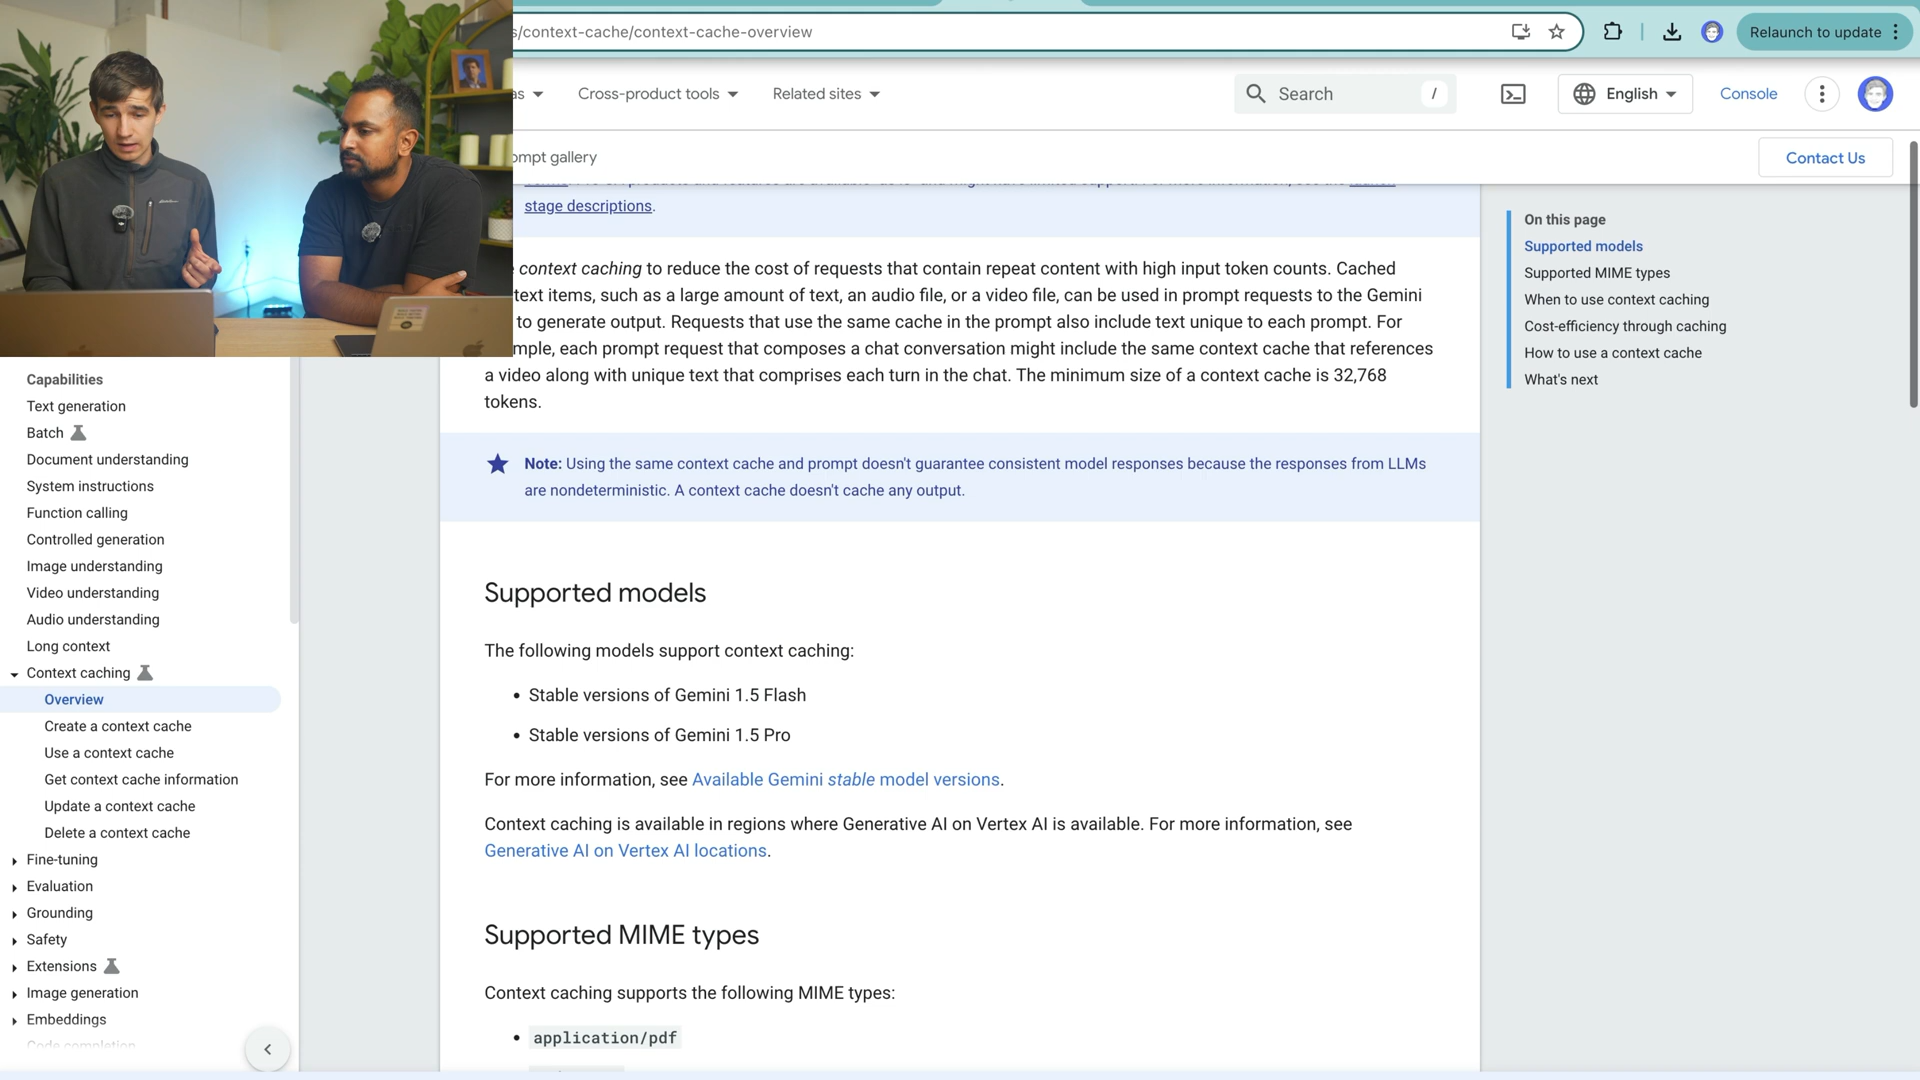 s/context-cache/context-cache-overview
Relaunch to update
as
Cross-product tools
Related sites
Search
/
English
Console
ompt gallery
Contact Us
stage descriptions.
context caching to reduce the cost of requests that contain repeat content with high input token counts. Cached
text items, such as a large amount of text, an audio file, or a video file, can be used in prompt requests to the Gemini
to generate output. Requests that use the same cache in the prompt also include text unique to each prompt. For
mple, each prompt request that composes a chat conversation might include the same context cache that references
a video along with unique text that comprises each turn in the chat. The minimum size of a context cache is 32,768
tokens.
Note: Using the same context cache and prompt doesn't guarantee consistent model responses because the responses from LLMs
are nondeterministic. A context cache doesn't cache any output.
Supported models
The following models support context caching:
• Stable versions of Gemini 1.5 Flash
• Stable versions of Gemini 1.5 Pro
For more information, see Available Gemini stable model versions.
Context caching is available in regions where Generative AI on Vertex AI is available. For more information, see
Generative AI on Vertex AI locations.
Supported MIME types
Context caching supports the following MIME types:
• application/pdf
On this page
Supported models
Supported MIME types
When to use context caching
Cost-efficiency through caching
How to use a context cache
What's next
Capabilities
Text generation
Batch
Document understanding
System instructions
Function calling
Controlled generation
Image understanding
Video understanding
Audio understanding
Long context
Context caching
Overview
Create a context cache
Use a context cache
Get context cache information
Update a context cache
Delete a context cache
Fine-tuning
Evaluation
Grounding
Safety
Extensions
Image generation
Embeddings
Code completion